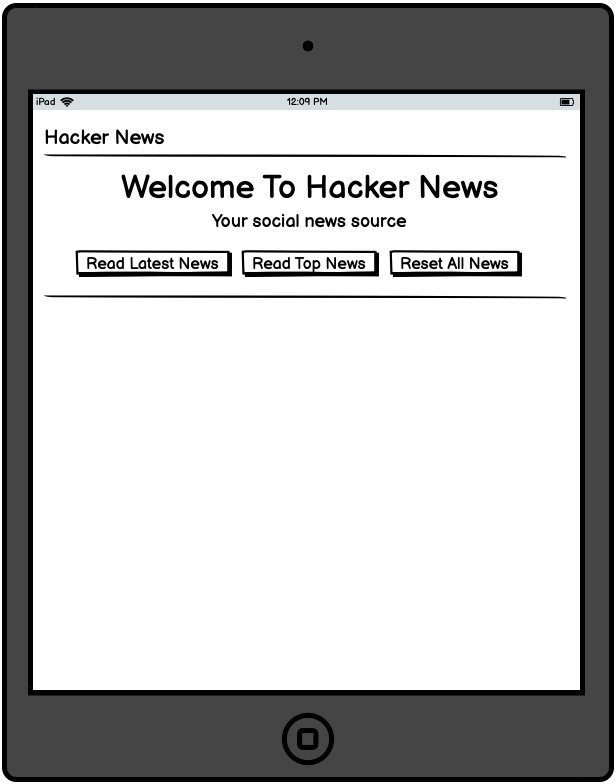 iPad 12:09 PM
Hacker News
Welcome To Hacker News
Your social news source
Read Latest News Read Top News Reset All News